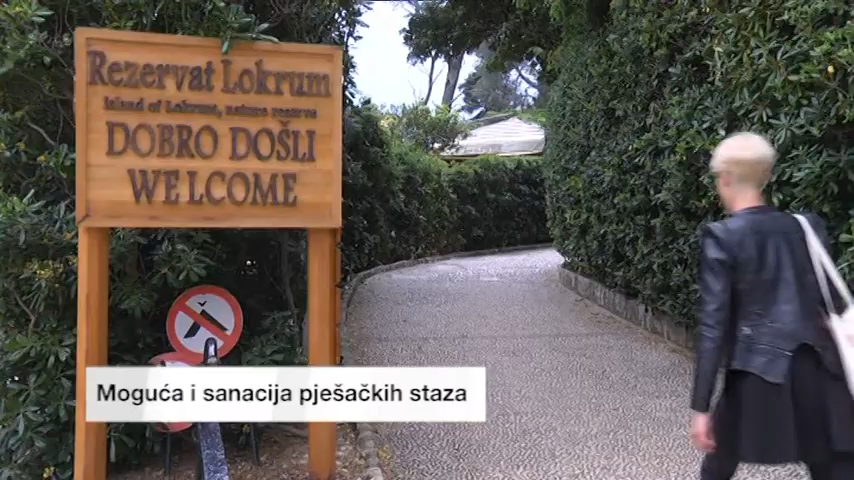 Rezervat Lokrum
Island of Lokrum, nature reserve
DOBRO DOŠLI
WELCOME
Moguća i sanacija pješačkih staza